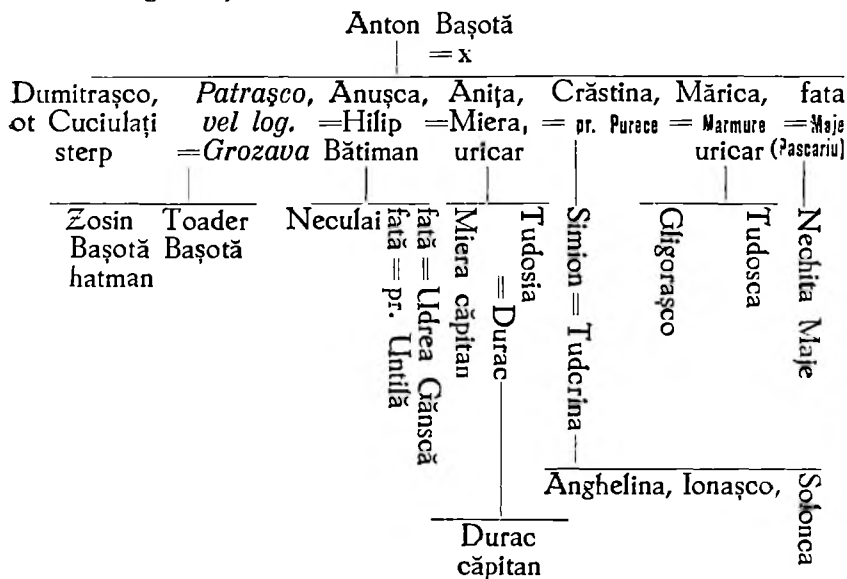 Anton Bașotă
= x
Dumitrașco, Patrașco, Anușca, Anița, Crăstina, Mărica, fata
ot Cuciulați vel log. =Hilip =Miera, = pr. Purece = Marmure =Maje
sterp =Grozava Bătiman uricar uricar (Pascariu)
Zosin Toader
Bașotă Bașotă
hatman
Neculai
fată = pr. Untilă
fată = Udrea Gănscă
Miera căpitan
Tudosia
= Durac
Simion = Tudcrina
Gligorașco
Tudosca
Nechita Maje
Anghelina, Ionașco,
Solonca
Durac
căpitan